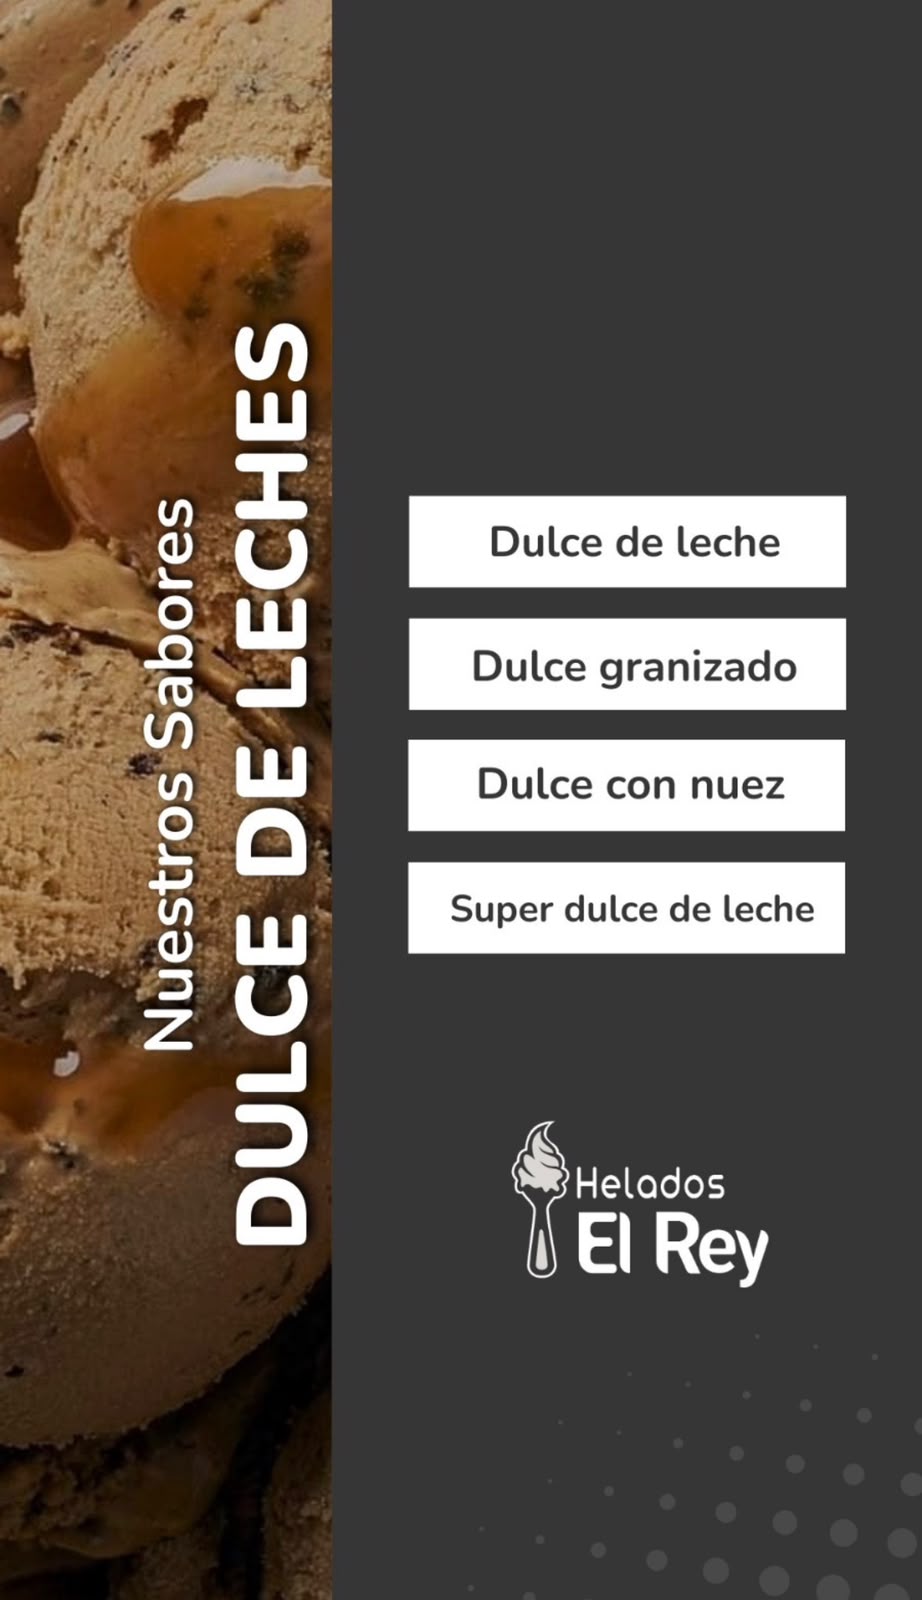 Nuestros Sabores
DULCE DE LECHES
Dulce de leche
Dulce granizado
Dulce con nuez
Super dulce de leche
Helados
El Rey